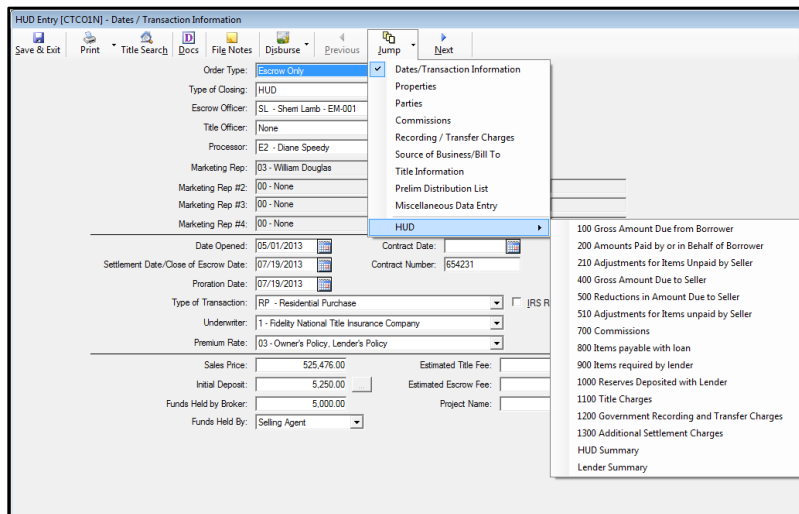 HUD Entry [CTCO1N] - Dates / Transaction Information
Save & Exit Print Title Search Docs File Notes Disburse Previous Jump Next
Order Type: Escrow Only
Type of Closing: HUD
Escrow Officer: SL - Sherri Lamb - EM-001
Title Officer: None
Processor: E2 - Diane Speedy
Marketing Rep: 03 - William Douglas
Marketing Rep #2: 00 - None
Marketing Rep #3: 00 - None
Marketing Rep #4: 00 - None
Dates/Transaction Information
Properties
Parties
Commissions
Recording / Transfer Charges
Source of Business/Bill To
Title Information
Prelim Distribution List
Miscellaneous Data Entry
HUD
100 Gross Amount Due from Borrower
200 Amounts Paid by or in Behalf of Borrower
210 Adjustments for Items Unpaid by Seller
400 Gross Amount Due to Seller
500 Reductions in Amount Due to Seller
510 Adjustments for Items unpaid by Seller
700 Commissions
800 Items payable with loan
900 Items required by lender
1000 Reserves Deposited with Lender
1100 Title Charges
1200 Government Recording and Transfer Charges
1300 Additional Settlement Charges
HUD Summary
Lender Summary
Date Opened: 05/01/2013 Contract Date:
Settlement Date/Close of Escrow Date: 07/19/2013 Contract Number: 654231
Proration Date: 07/19/2013
Type of Transaction: RP - Residential Purchase IRS R
Underwriter: 1 - Fidelity National Title Insurance Company
Premium Rate: 03 - Owner's Policy, Lender's Policy
Sales Price: 525,476.00 Estimated Title Fee:
Initial Deposit: 5,250.00 ... Estimated Escrow Fee:
Funds Held by Broker: 5,000.00 Project Name:
Funds Held By: Selling Agent